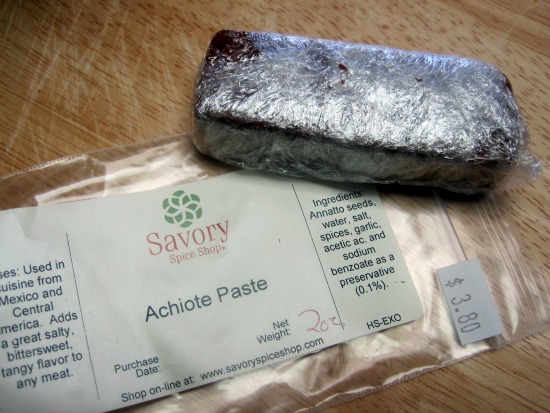 Savory
Spice Shop®
Achiote Paste
Net
Weight: 2oz
Purchase
Date:
Shop on-line at: www.savoryspiceshop.com
HS-EXO
ses: Used in
uisine from
Mexico and
Central
merica. Adds
a great salty,
bittersweet,
tangy flavor to
any meat.
Ingredients:
Annatto seeds,
water, salt,
spices, garlic,
acetic ac. and
sodium
benzoate as a
preservative
(0.1%).
$3.80